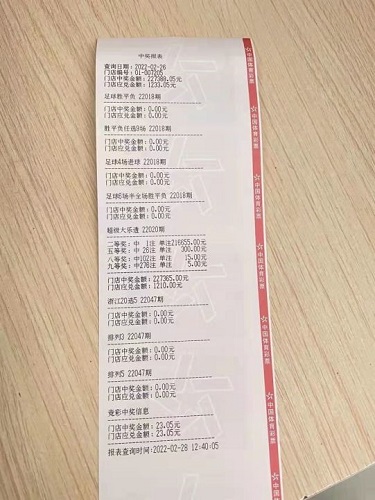 中奖报表
查询日期:2022-02-26
门店编号:01-007205
门店中奖金额:227388.05元
门店应兑金额:1233.05元
足球胜平负 22018期
门店中奖金额:0.00元
门店应兑金额:0.00元
胜平负任选9场 22018期
门店中奖金额:0.00元
门店应兑金额:0.00元
足球4场进球 22018期
门店中奖金额:0.00元
门店应兑金额:0.00元
足球6场半全场胜平负 22018期
门店中奖金额:0.00元
门店应兑金额:0.00元
超级大乐透 22020期
二等奖:中 1注 单注216655.00元
五等奖:中 26注 单注 300.00元
八等奖:中102注 单注 15.00元
九等奖:中276注 单注 5.00元
门店中奖金额:227365.00元
门店应兑金额:1210.00元
浙江20选5 22047期
门店中奖金额:0.00元
门店应兑金额:0.00元
排列3 22047期
门店中奖金额:0.00元
门店应兑金额:0.00元
排列5 22047期
门店中奖金额:0.00元
门店应兑金额:0.00元
竞彩中奖信息
门店中奖金额:23.05元
门店应兑金额:23.05元
报表查询时间:2022-02-28 12:40:05
中国体育彩票
中国体育彩票
中国体育彩票
中国体育彩票
中国体育彩票
中国体育彩票